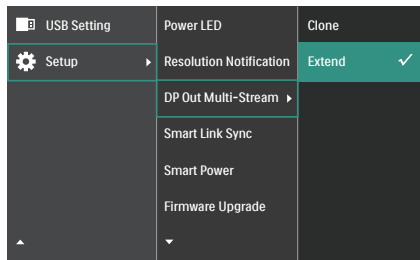 USB Setting
Setup
Power LED
Resolution Notification
DP Out Multi-Stream
Smart Link Sync
Smart Power
Firmware Upgrade
Clone
Extend